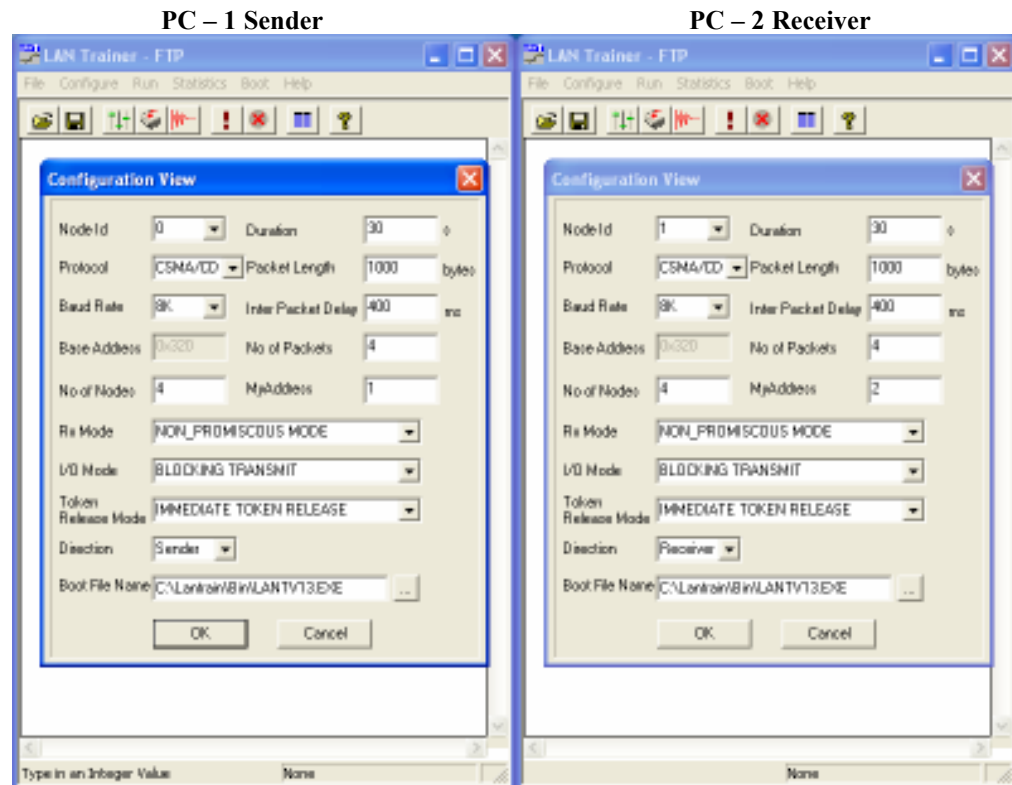 PC – 1 Sender
LAN Trainer - FTP
File Configure Run Statistics Boot Help
Configuration View
Node Id 0 Duration 30 s
Protocol CSMA/CD Packet Length 1000 bytes
Baud Rate 8K Inter Packet Delay 400 ms
Base Address 0x320 No of Packets 4
No of Nodes 4 MyAddress 1
Rx Mode NON_PROMISCOUS MODE
I/O Mode BLOCKING TRANSMIT
Token
Release Mode IMMEDIATE TOKEN RELEASE
Direction Sender
Boot File Name C:\Lantrain\Bin\LANTV13.EXE ...
OK Cancel
Type in an Integer Value None
PC – 2 Receiver
LAN Trainer - FTP
File Configure Run Statistics Boot Help
Configuration View
Node Id 1 Duration 30 s
Protocol CSMA/CD Packet Length 1000 bytes
Baud Rate 8K Inter Packet Delay 400 ms
Base Address 0x320 No of Packets 4
No of Nodes 4 MyAddress 2
Rx Mode NON_PROMISCOUS MODE
I/O Mode BLOCKING TRANSMIT
Token
Release Mode IMMEDIATE TOKEN RELEASE
Direction Receiver
Boot File Name C:\Lantrain\Bin\LANTV13.EXE ...
OK Cancel
None